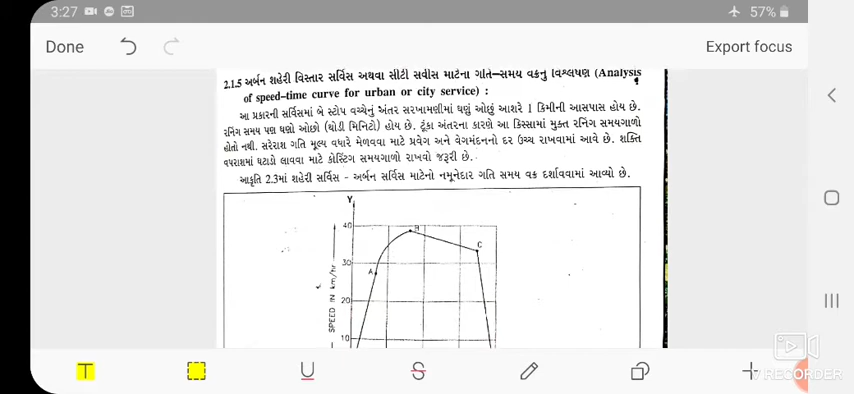 3:27
57%
Done
Export focus
2.1.5 અર્બન શહેરી વિસ્તાર સર્વિસ અથવા સીટી સર્વીસ માટેના ગતિ–સમય વક્રનુ વિશ્લેષણ (Analysis
of speed-time curve for urban or city service) :
આ પ્રકારની સર્વિસમાં બે સ્ટોપ વચ્ચેનું અંતર સરખામણીમાં ઘણું ઓછું આશરે 1 કિમીની આસપાસ હોય છે.
રનિંગ સમય પણ ઘણો ઓછો (થોડી મિનિટો) હોય છે. ટૂંકા અંતરના કારણે આ કિસ્સામાં મુક્ત રનિંગ સમયગાળો
હોતો નથી. સરેરાશ ગતિ મૂલ્ય વધારે મેળવવા માટે પ્રવેગ અને વેગમંદનનો દર ઉચ્ચ રાખવામાં આવે છે. શક્તિ
વપરાશમાં ઘટાડો લાવવા માટે કોસ્ટિંગ સમયગાળો રાખવો જરૂરી છે.
આકૃતિ 2.3માં શહેરી સર્વિસ - અર્બન સર્વિસ માટેનો નમૂનેદાર ગતિ સમય વક્ર દર્શાવવામાં આવ્યો છે.
Y
40
B
C
30
A
20
10
SPEED IN km/hr
T
U
S
RECORDER